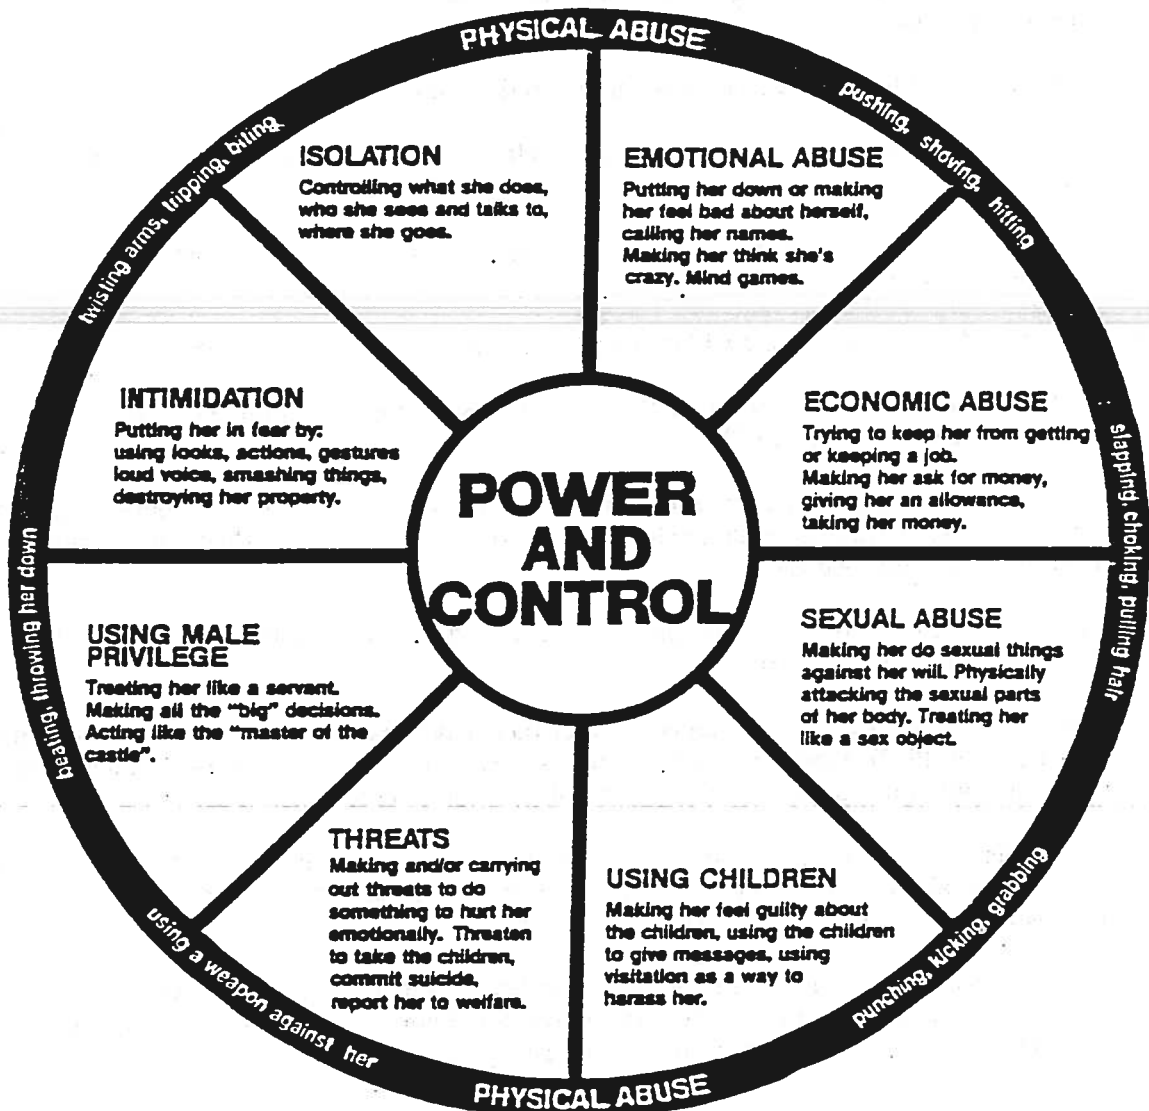 PHYSICAL ABUSE
pushing, shoving, hitting
slapping, choking, pulling hair
punching, kicking, grabbing
PHYSICAL ABUSE
using a weapon against her
beating, throwing her down
twisting arms, tripping, biting
ISOLATION
Controlling what she does,
who she sees and talks to,
where she goes.
EMOTIONAL ABUSE
Putting her down or making
her feel bad about herself,
calling her names.
Making her think she's
crazy. Mind games.
INTIMIDATION
Putting her in fear by:
using looks, actions, gestures
loud voice, smashing things,
destroying her property.
ECONOMIC ABUSE
Trying to keep her from getting
or keeping a job.
Making her ask for money,
giving her an allowance,
taking her money.
POWER
AND
CONTROL
USING MALE
PRIVILEGE
Treating her like a servant.
Making all the "big" decisions.
Acting like the "master of the
castle".
SEXUAL ABUSE
Making her do sexual things
against her will. Physically
attacking the sexual parts
of her body. Treating her
like a sex object.
THREATS
Making and/or carrying
out threats to do
something to hurt her
emotionally. Threaten
to take the children,
commit suicide,
report her to welfare.
USING CHILDREN
Making her feel guilty about
the children, using the children
to give messages, using
visitation as a way to
harass her.